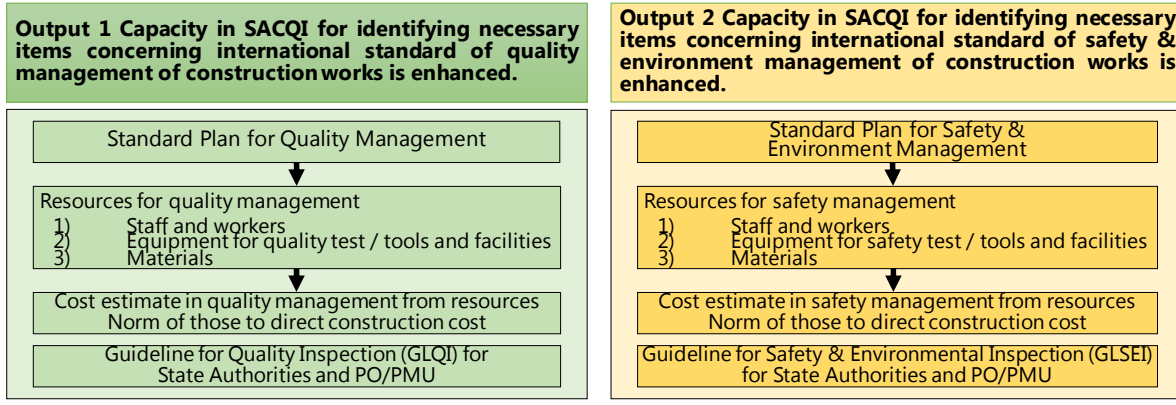 Output 1 Capacity in SACQI for identifying necessary
items concerning international standard of quality
management of construction works is enhanced.
Standard Plan for Quality Management
Resources for quality management
1) Staff and workers
2) Equipment for quality test / tools and facilities
3) Materials
Cost estimate in quality management from resources
Norm of those to direct construction cost
Guideline for Quality Inspection (GLQI) for
State Authorities and PO/PMU
Output 2 Capacity in SACQI for identifying necessary
items concerning international standard of safety &
environment management of construction works is
enhanced.
Standard Plan for Safety &
Environment Management
Resources for safety management
1) Staff and workers
2) Equipment for safety test / tools and facilities
3) Materials
Cost estimate in safety management from resources
Norm of those to direct construction cost
Guideline for Safety & Environmental Inspection (GLSEI)
for State Authorities and PO/PMU